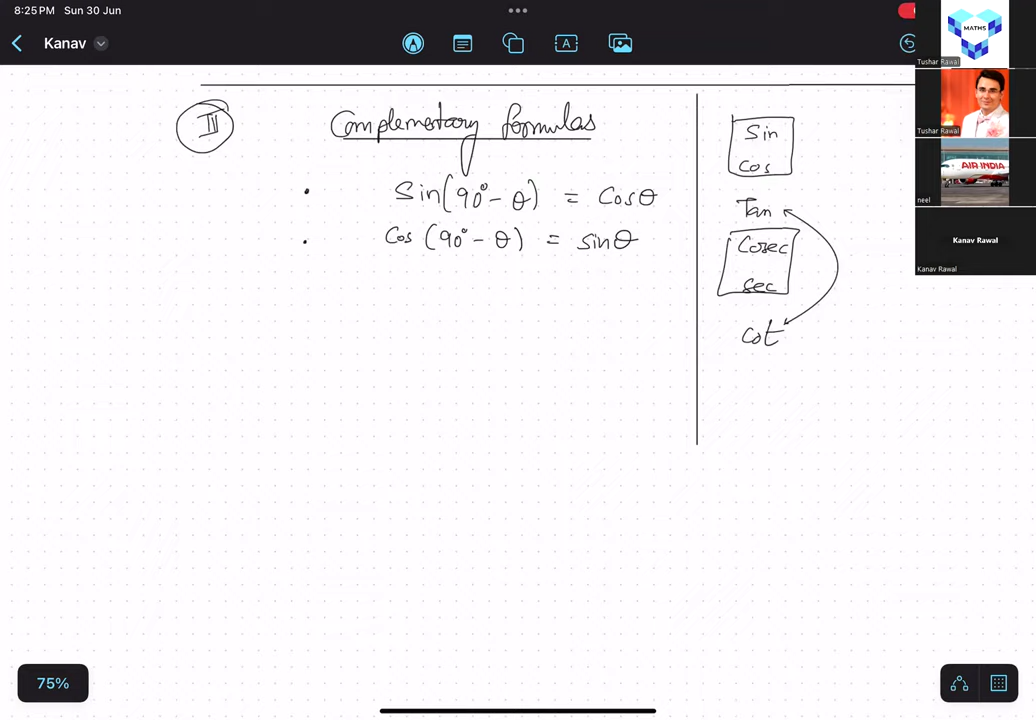 8:25 PM Sun 30 Jun
Kanav
III
Complementary formulas
• Sin(90° - θ) = Cosθ
• Cos (90° - θ) = sinθ
Sin
Cos
Tan
Cosec
Sec
Cot
75%
MATHS
Tushar Rawal
Tushar Rawal
AIR INDIA
neel
Kanav Rawal
Kanav Rawal